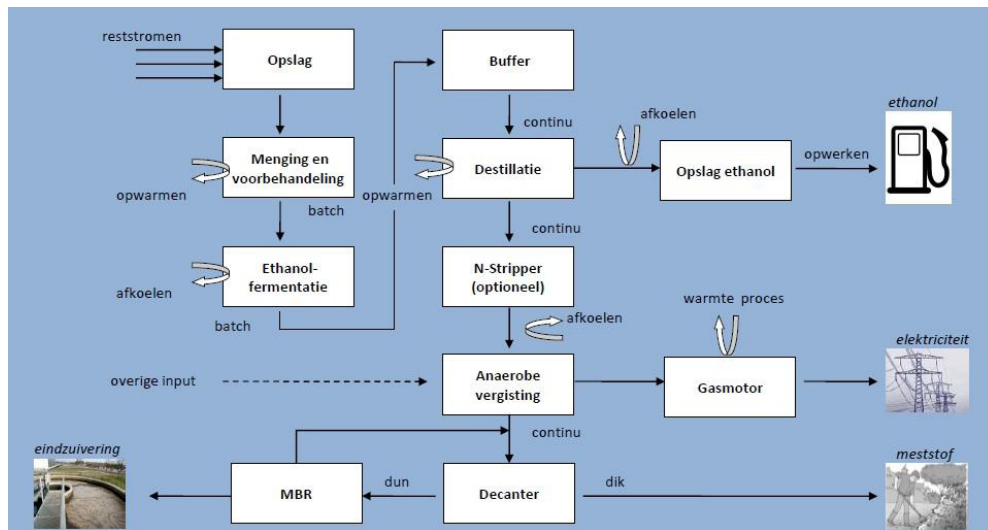 reststromen
Opslag
Buffer
continu
afkoelen
ethanol
Menging en
voorbehandeling
opwarmen
batch
opwarmen
Destillatie
Opslag ethanol
opwerken
continu
Ethanol-
fermentatie
afkoelen
batch
N-Stripper
(optioneel)
afkoelen
warmte proces
elektriciteit
overige input
Anaerobe
vergisting
Gasmotor
continu
eindzuivering
meststof
MBR
dun
Decanter
dik